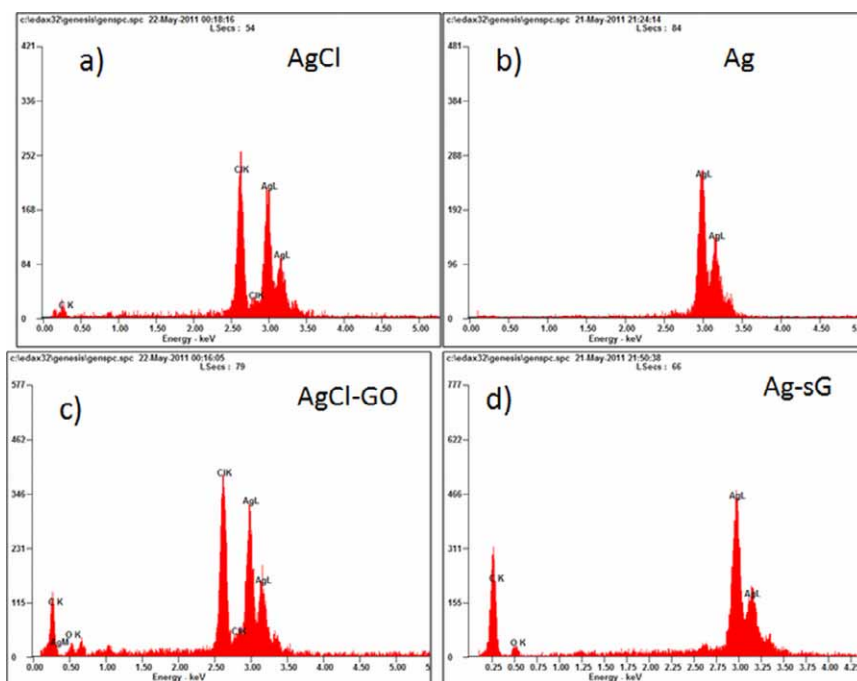 c:\edax32\genesis\genspc.spc 22-May-2011 00:18:16
LSecs : 54
421
a)
AgCl
337
252
ClK
AgL
168
AgL
84
ClK
C K
0
0.00 0.50 1.00 1.50 2.00 2.50 3.00 3.50 4.00 4.50 5.00
Energy - keV
c:\edax32\genesis\genspc.spc 21-May-2011 21:24:14
LSecs : 84
481
b)
Ag
384
288
AgL
192
AgL
96
0
0.50 1.00 1.50 2.00 2.50 3.00 3.50 4.00 4.50
Energy - keV
c:\edax32\genesis\genspc.spc 22-May-2011 00:16:05
LSecs : 79
577
c)
AgCl-GO
462
ClK
346
AgL
231
AgL
115
C K
ClK
O K
AgM
0
0.00 0.50 1.00 1.50 2.00 2.50 3.00 3.50 4.00 4.50 5.00
Energy - keV
c:\edax32\genesis\genspc.spc 21-May-2011 21:50:38
LSecs : 66
777
d)
Ag-sG
622
466
AgL
311
C K
155
AgL
O K
0
0.25 0.50 0.75 1.00 1.25 1.50 1.75 2.00 2.25 2.50 2.75 3.00 3.25 3.50 3.75 4.00
Energy - keV